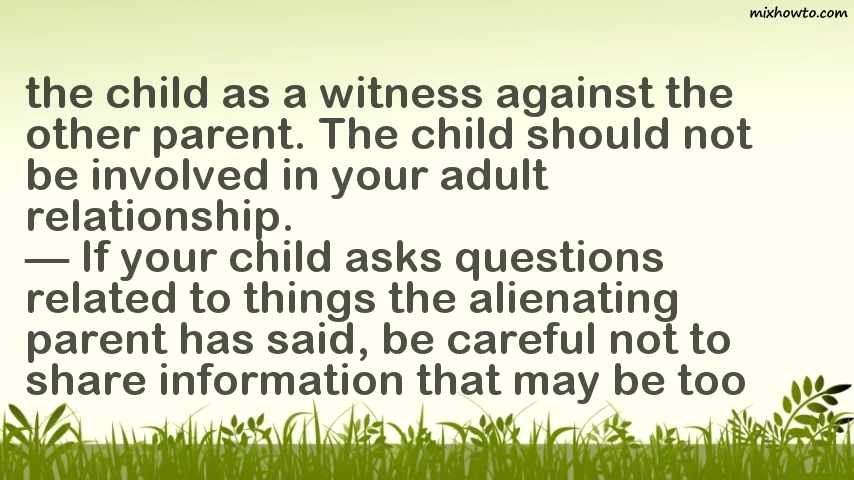 mixhowto.com
the child as a witness against the
other parent. The child should not
be involved in your adult
relationship.
— If your child asks questions
related to things the alienating
parent has said, be careful not to
share information that may be too